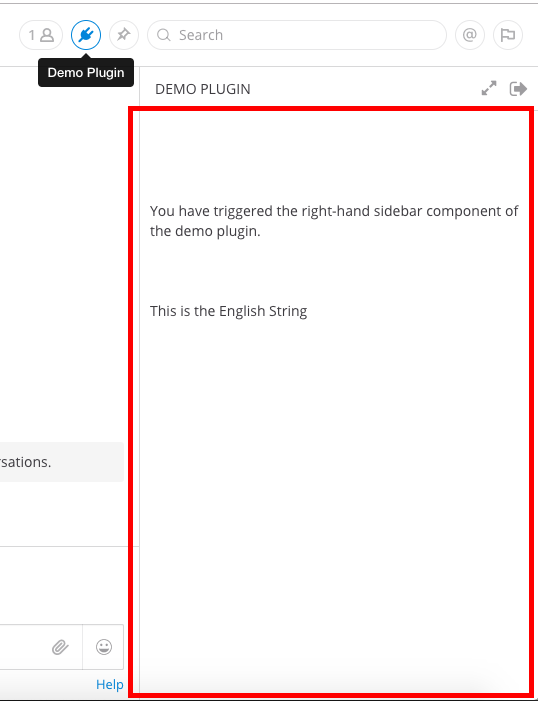 1
Search
@
Demo Plugin
DEMO PLUGIN
You have triggered the right-hand sidebar component of
the demo plugin.
This is the English String
sations.
Help